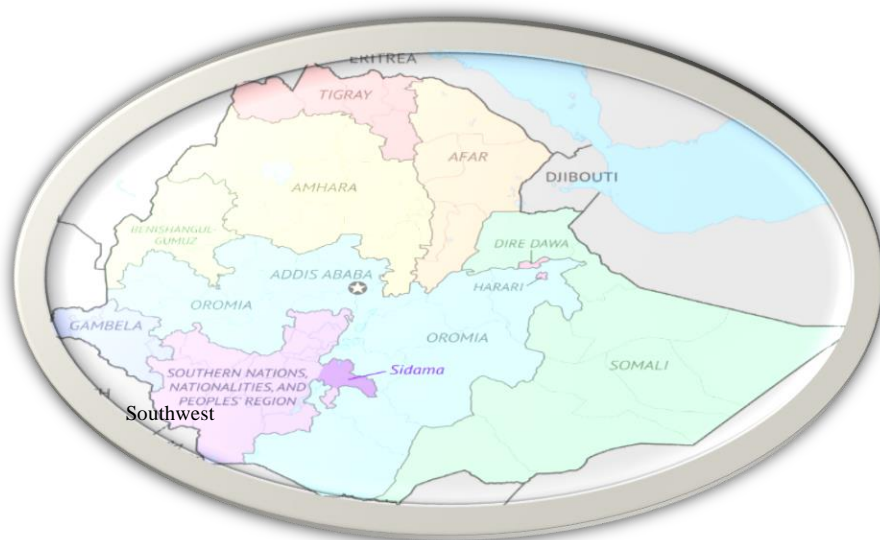 ERITREA
TIGRAY
AFAR
AMHARA
DJIBOUTI
BENISHANGUL-
GUMUZ
DIRE DAWA
ADDIS ABABA
HARARI
OROMIA
GAMBELA
OROMIA
SOMALI
SOUTHERN NATIONS,
NATIONALITIES, AND
PEOPLES' REGION
Sidama
Southwest